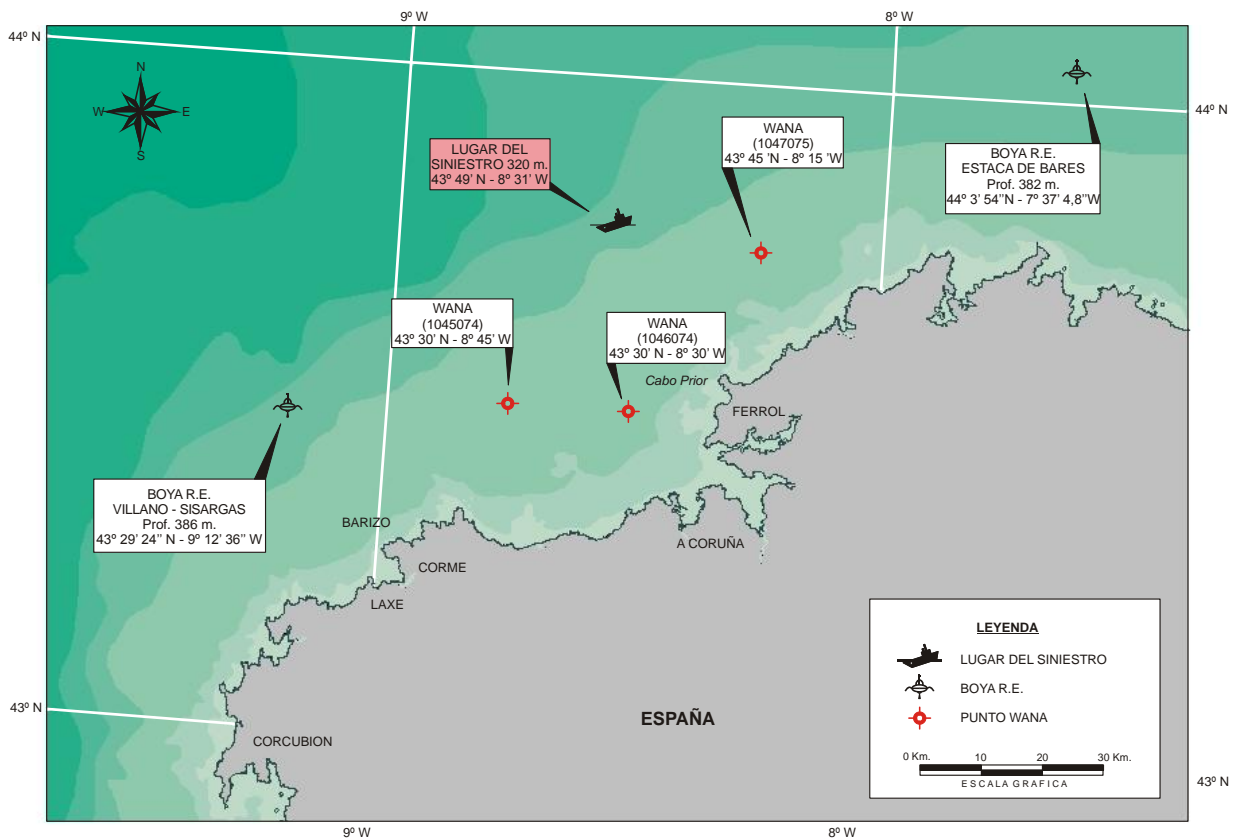 9º W
8º W
44º N
N
W
E
S
44º N
LUGAR DEL
SINIESTRO 320 m.
43º 49' N - 8º 31' W
WANA
(1047075)
43º 45 'N - 8º 15 'W
BOYA R.E.
ESTACA DE BARES
Prof. 382 m.
44º 3' 54''N - 7º 37' 4,8''W
WANA
(1045074)
43º 30' N - 8º 45' W
WANA
(1046074)
43º 30' N - 8º 30' W
Cabo Prior
FERROL
BOYA R.E.
VILLANO - SISARGAS
Prof. 386 m.
43º 29' 24'' N - 9º 12' 36'' W
BARIZO
A CORUÑA
CORME
LAXE
43º N
ESPAÑA
CORCUBION
LEYENDA
LUGAR DEL SINIESTRO
BOYA R.E.
PUNTO WANA
0 Km. 10 20 30 Km.
ESCALA GRAFICA
43º N
9º W
8º W